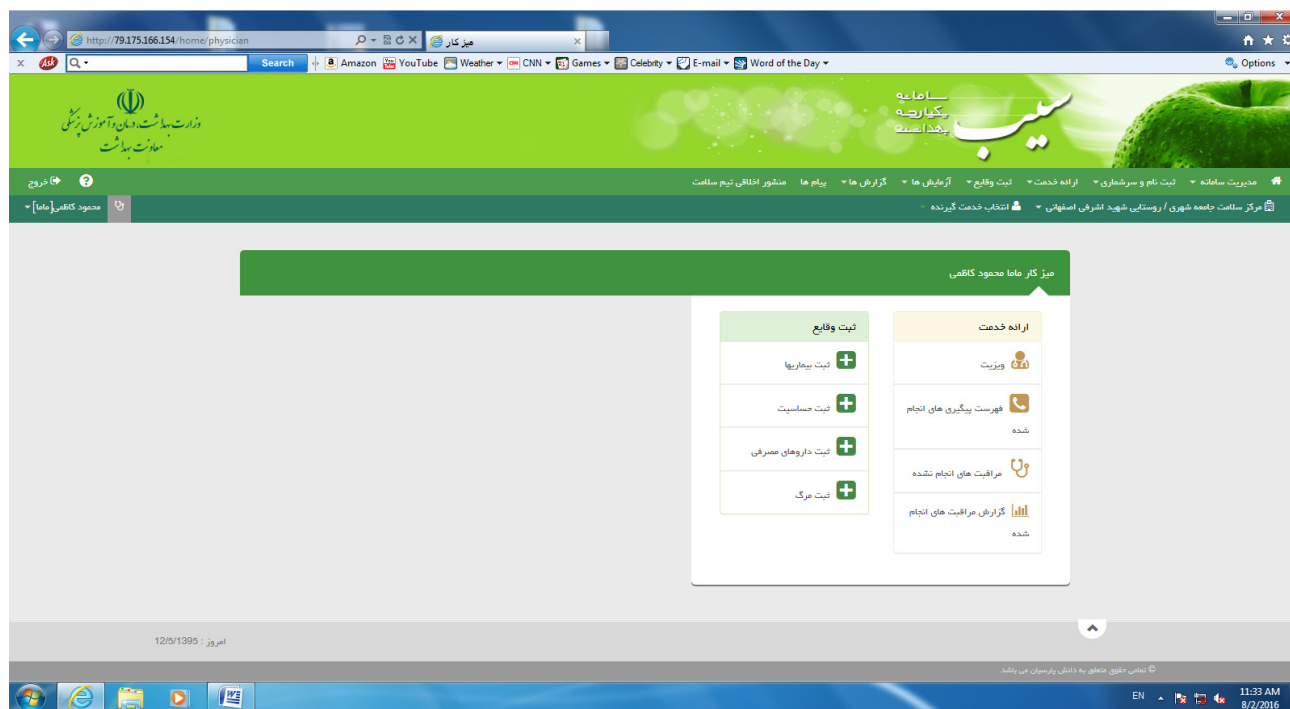 http://79.175.166.154/home/physician
میز کار
Search
Amazon YouTube Weather CNN Games Celebrity E-mail Word of the Day
Options
سامانه
یکپارچه
بهداشت
سیب
وزارت بهداشت، درمان و آموزش پزشکی
معاونت بهداشت
مدیریت سامانه ثبت نام و سرشماری ارائه خدمت ثبت وقایع آزمایش ها گزارش ها پیام ها منشور اخلاقی تیم سلامت
خروج
مرکز سلامت جامعه شهری / روستایی شهید اشرفی اصفهانی انتخاب خدمت گیرنده
محمود کاظمی[ماما]
میز کار ماما محمود کاظمی
ارائه خدمت
ویزیت
فهرست پیگیری های انجام
شده
مراقبت های انجام نشده
گزارش مراقبت های انجام
شده
ثبت وقایع
ثبت بیماریها
ثبت حساسیت
ثبت داروهای مصرفی
ثبت مرگ
امروز : 12/5/1395
© تمامی حقوق متعلق به دانش پارسیان می باشد.
EN
11:33 AM
8/2/2016